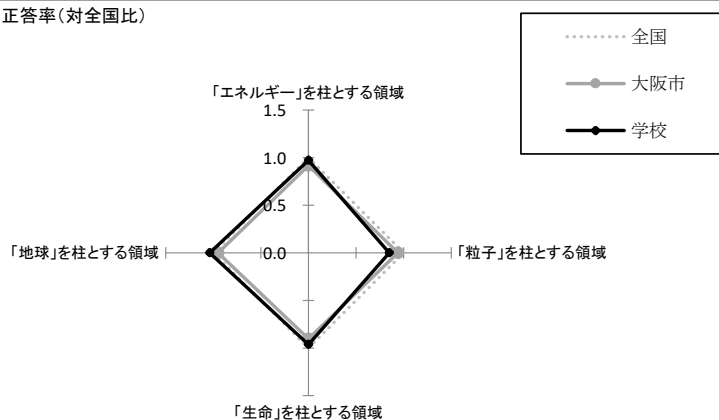 正答率(対全国比)
全国
大阪市
学校
「エネルギー」を柱とする領域
1.5
1.0
0.5
「地球」を柱とする領域
0.0
「粒子」を柱とする領域
「生命」を柱とする領域